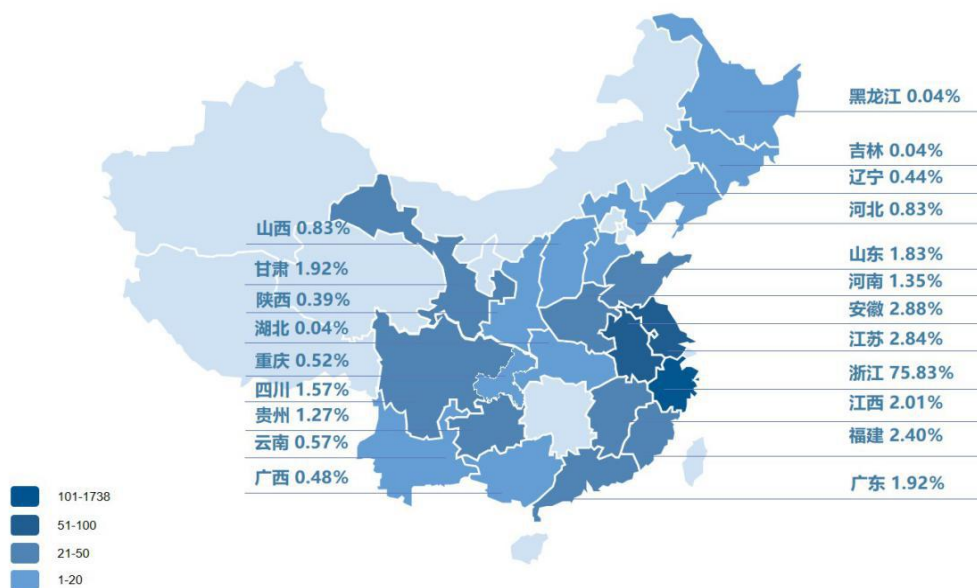 黑龙江 0.04%
吉林 0.04%
辽宁 0.44%
河北 0.83%
山西 0.83%
山东 1.83%
甘肃 1.92%
河南 1.35%
陕西 0.39%
安徽 2.88%
湖北 0.04%
江苏 2.84%
重庆 0.52%
浙江 75.83%
四川 1.57%
江西 2.01%
贵州 1.27%
福建 2.40%
云南 0.57%
广西 0.48%
广东 1.92%
101-1738
51-100
21-50
1-20